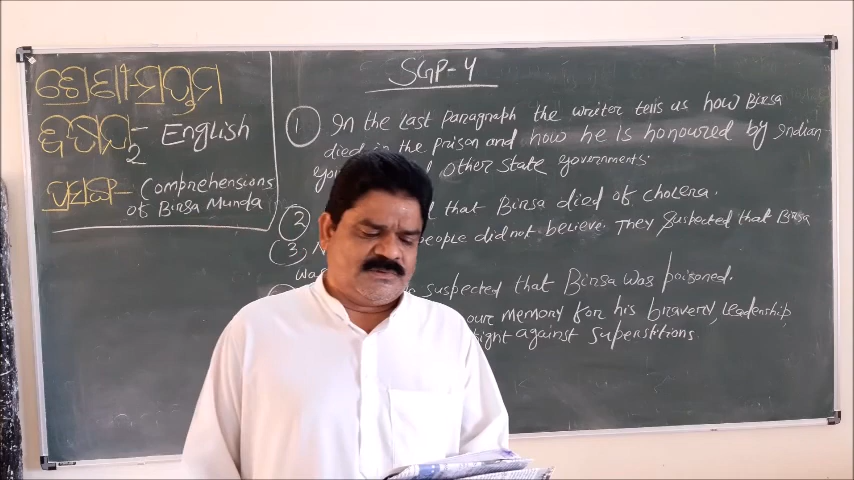 ଶ୍ରେଣୀ-ସପ୍ତମ
ବିଷୟ- English
2
ପ୍ରସଙ୍ଗ- Comprehensions
of Birsa Munda
SGP-4
1 In the last paragraph the writer tells us how Birsa
died in the prison and how he is honoured by Indian
other state governments.
2 that Birsa died of cholera.
3 people did not believe. They suspected that Birsa
was
suspected that Birsa was poisoned.
our memory for his bravery, leadership
fight against superstitions.